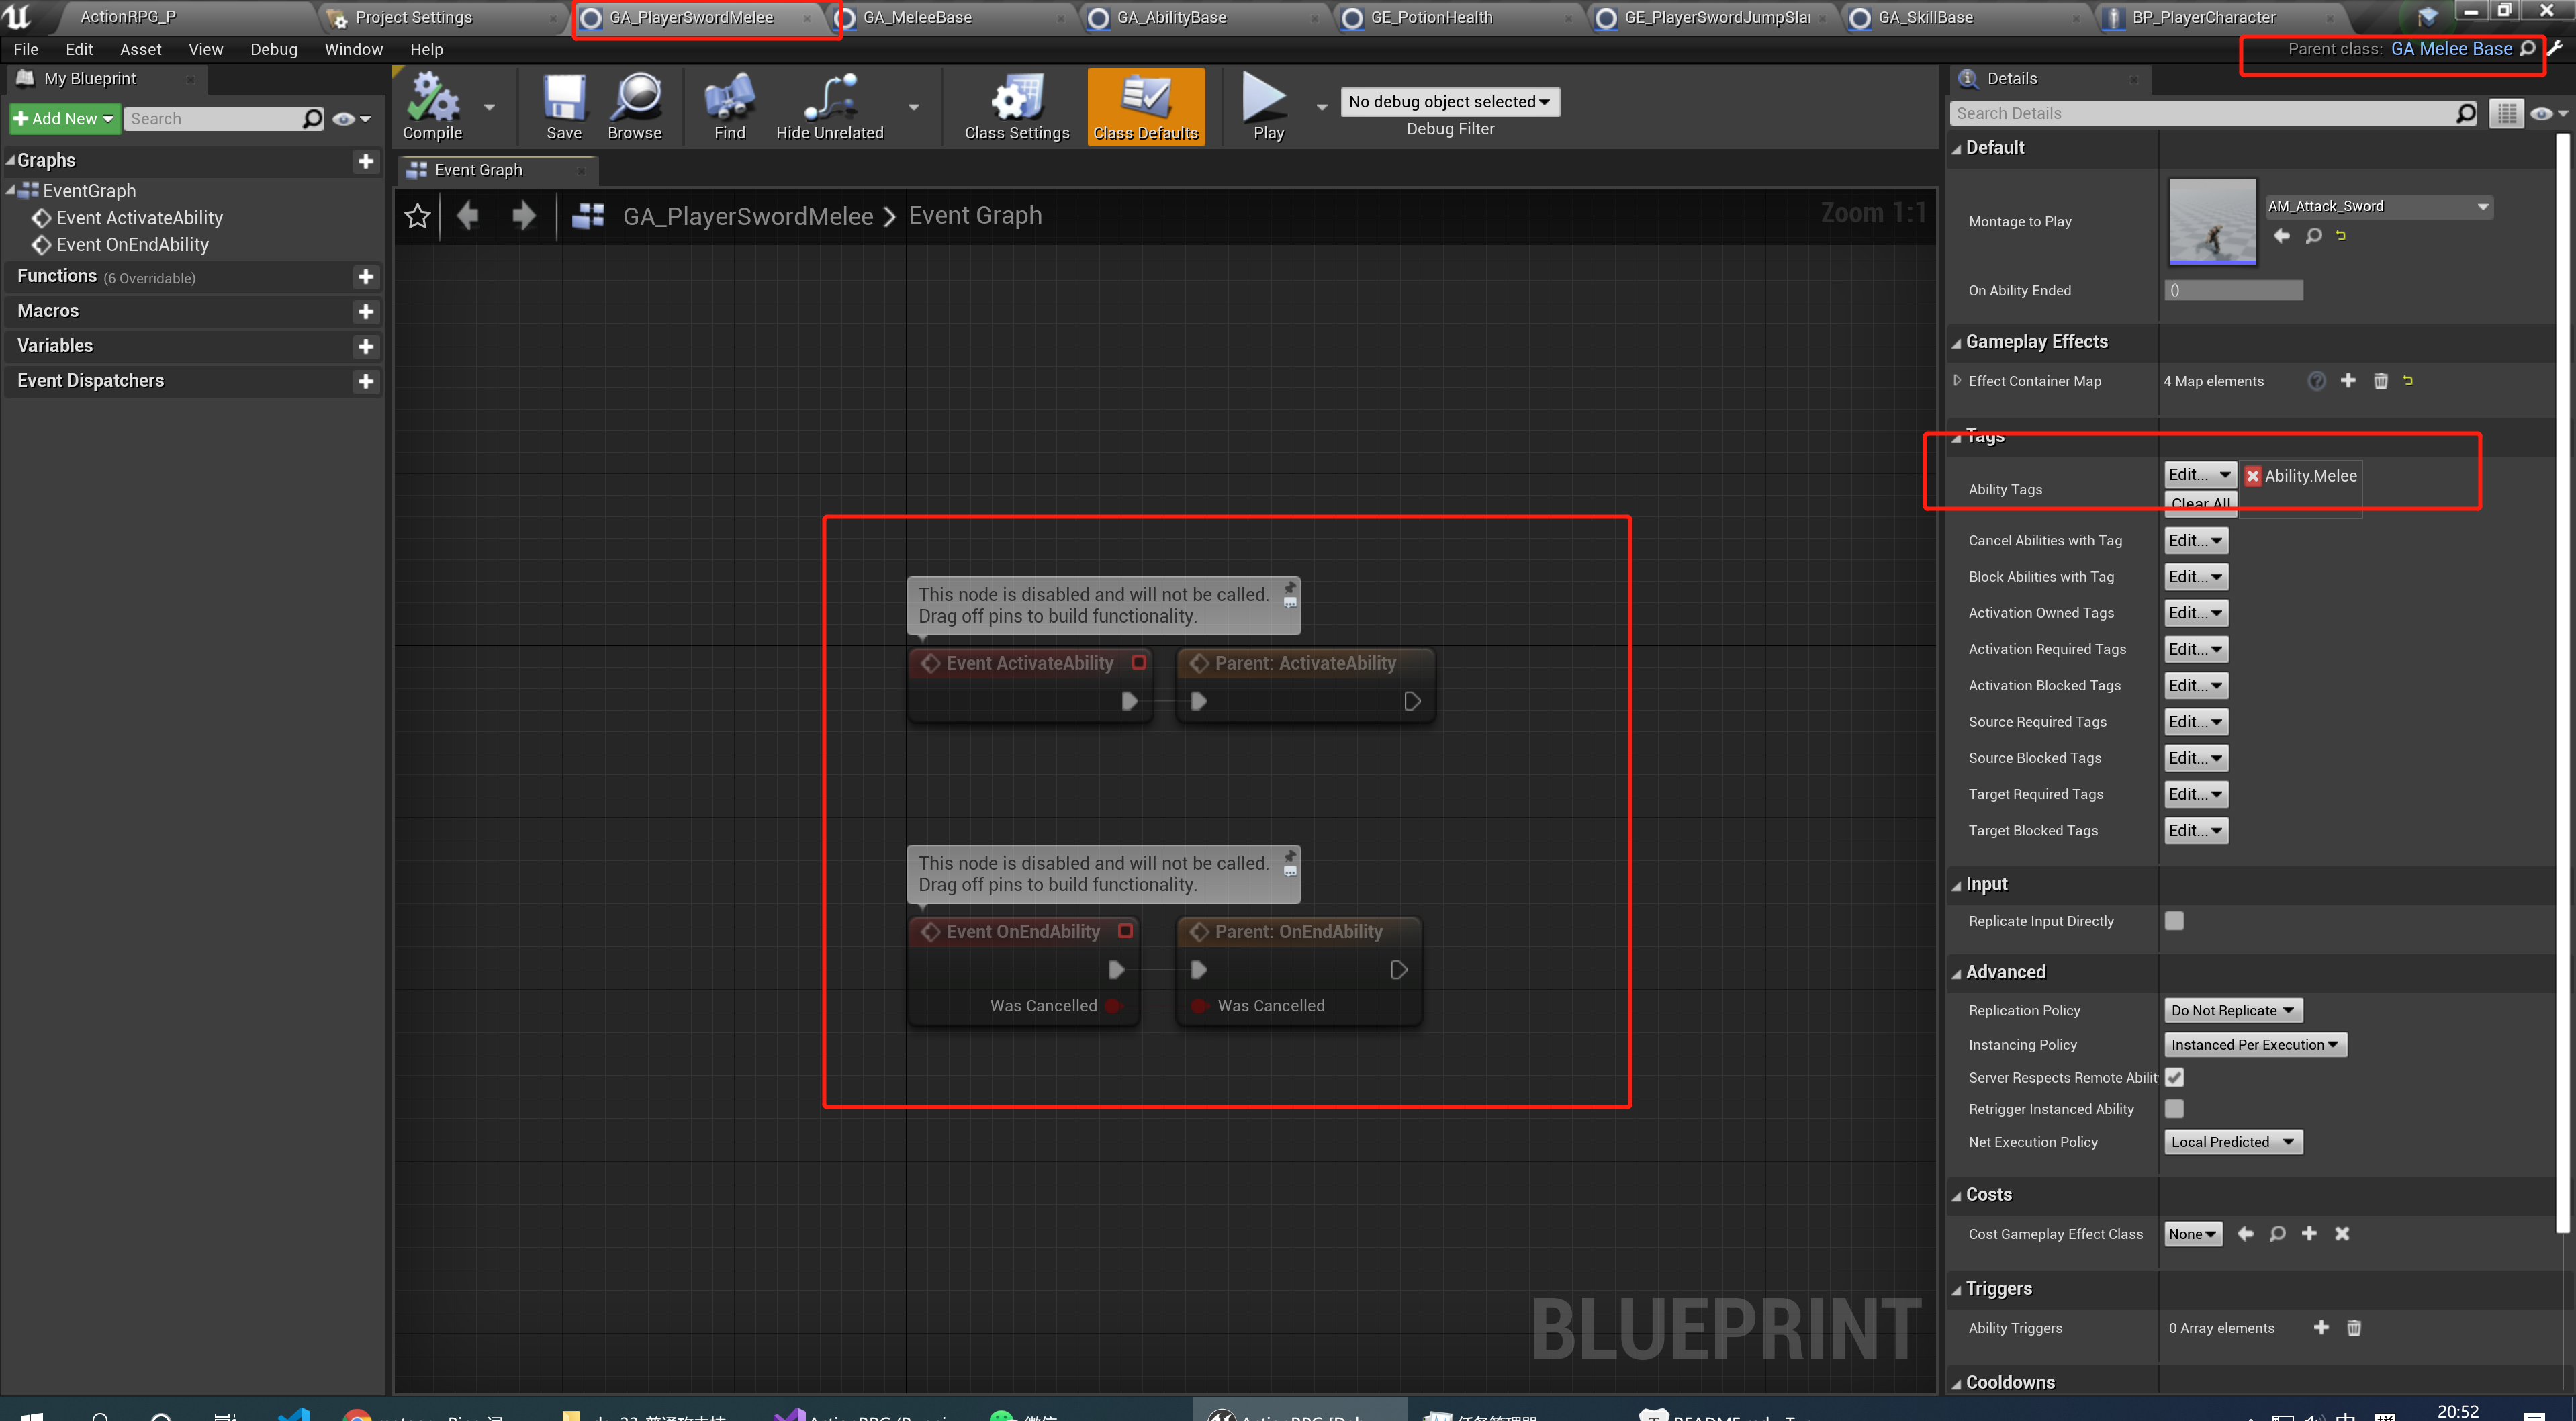 ActionRPG_P
Project Settings
GA_PlayerSwordMelee
GA_MeleeBase
GA_AbilityBase
GE_PotionHealth
GE_PlayerSwordJumpSla
GA_SkillBase
BP_PlayerCharacter
File Edit Asset View Debug Window Help
Parent class: GA Melee Base
My Blueprint
Add New
Search
Graphs
EventGraph
Event ActivateAbility
Event OnEndAbility
Functions (6 Overridable)
Macros
Variables
Event Dispatchers
Compile
Save
Browse
Find
Hide Unrelated
Class Settings
Class Defaults
Play
No debug object selected
Debug Filter
Event Graph
GA_PlayerSwordMelee > Event Graph
Zoom 1:1
This node is disabled and will not be called.
Drag off pins to build functionality.
Event ActivateAbility
Parent: ActivateAbility
This node is disabled and will not be called.
Drag off pins to build functionality.
Event OnEndAbility
Parent: OnEndAbility
Was Cancelled
Was Cancelled
BLUEPRINT
Details
Search Details
Default
Montage to Play
AM_Attack_Sword
On Ability Ended
()
Gameplay Effects
Effect Container Map
4 Map elements
Tags
Ability Tags
Edit...
Ability.Melee
Clear All
Cancel Abilities with Tag Edit...
Block Abilities with Tag Edit...
Activation Owned Tags Edit...
Activation Required Tags Edit...
Activation Blocked Tags Edit...
Source Required Tags Edit...
Source Blocked Tags Edit...
Target Required Tags Edit...
Target Blocked Tags Edit...
Input
Replicate Input Directly
Advanced
Replication Policy Do Not Replicate
Instancing Policy Instanced Per Execution
Server Respects Remote Abilit
Retrigger Instanced Ability
Net Execution Policy Local Predicted
Costs
Cost Gameplay Effect Class None
Triggers
Ability Triggers 0 Array elements
Cooldowns
20:52